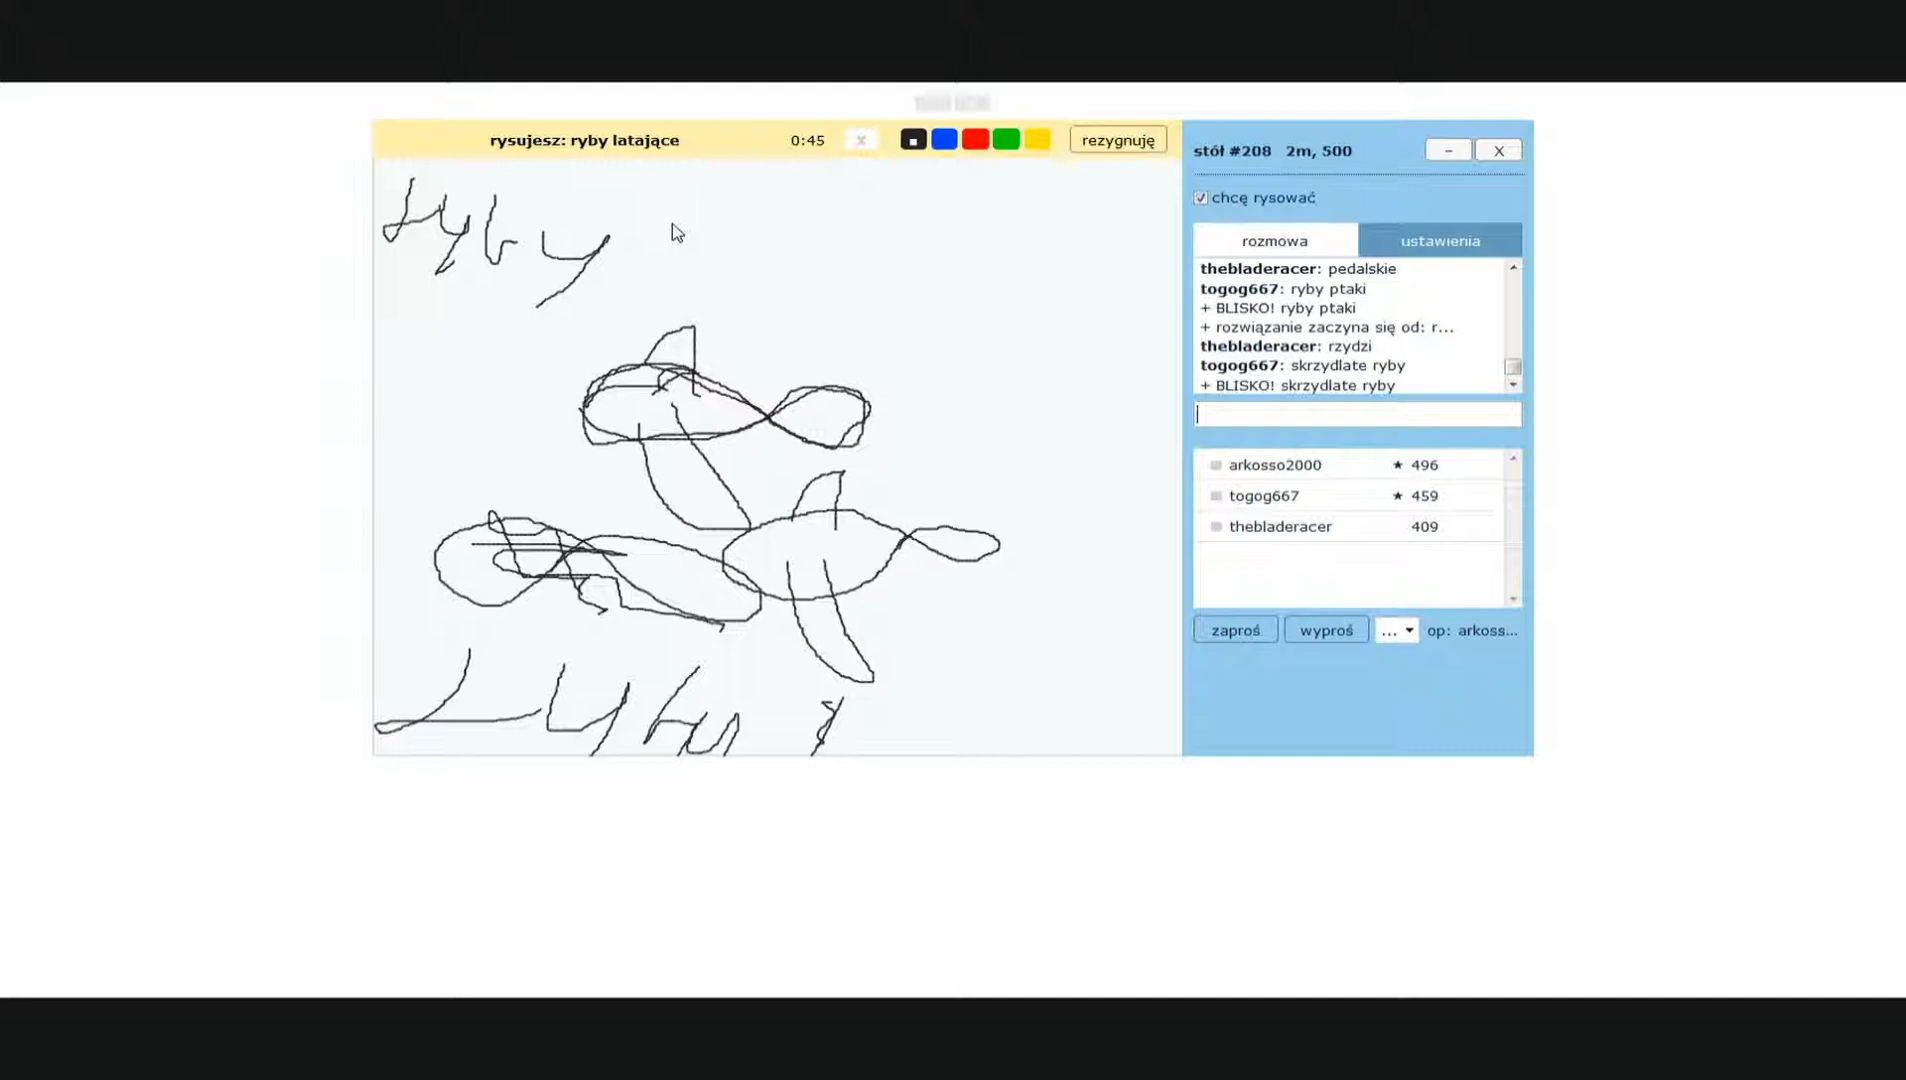 rysujesz: ryby latające 0:45 x rezygnuję
ryby
stół #208 2m, 500 – X
chcę rysować
rozmowa ustawienia
thebladeracer: pedalskie
togog667: ryby ptaki
+ BLISKO! ryby ptaki
+ rozwiązanie zaczyna się od: r...
thebladeracer: rzydzi
togog667: skrzydlate ryby
+ BLISKO! skrzydlate ryby
arkosso2000 ★ 496
togog667 ★ 459
thebladeracer 409
zaproś wyproś ... op: arkoss...